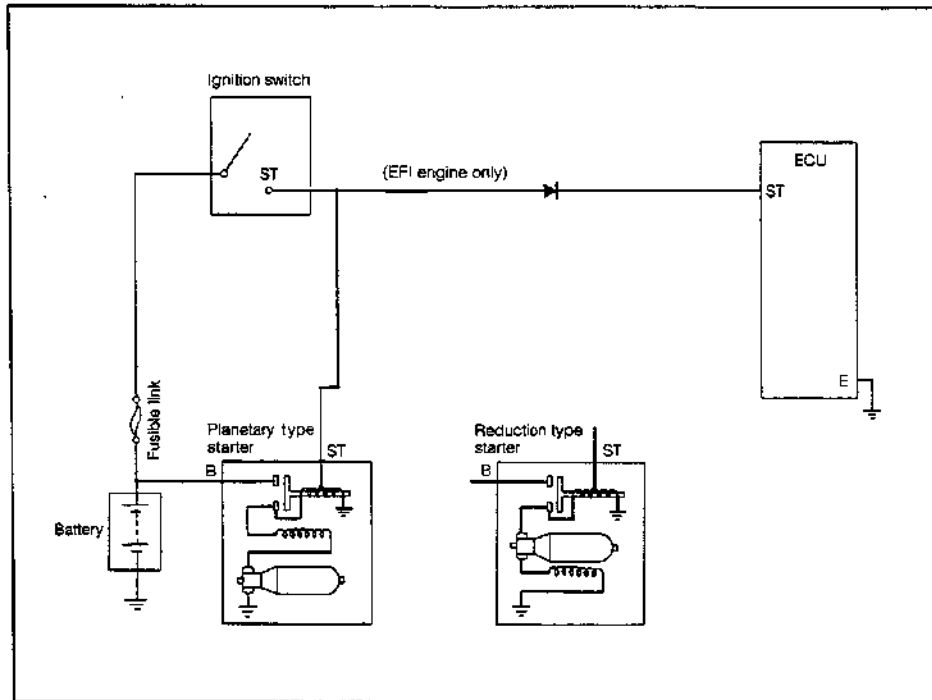 Ignition switch
ST
(EFI engine only)
ECU
ST
E
Fusible link
Battery
Planetary type
starter
ST
B
Reduction type
starter
ST
B